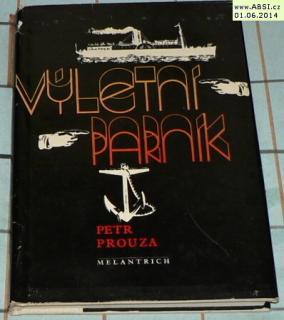 www.ABSI.cz
01.06.2014
VÝLETNÍ
PARNÍK
PETR
PROUZA
MELANTRICH